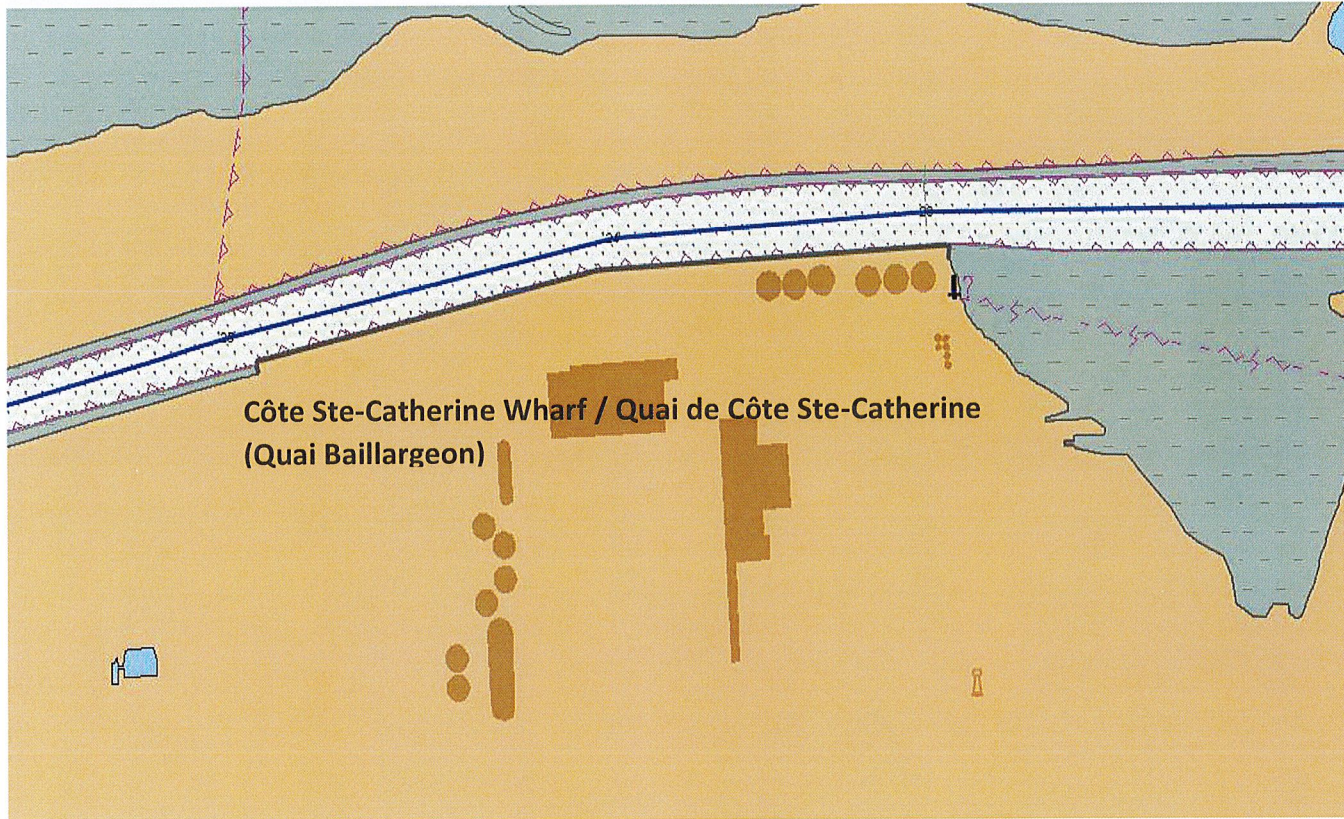 Côte Ste-Catherine Wharf / Quai de Côte Ste-Catherine
(Quai Baillargeon)